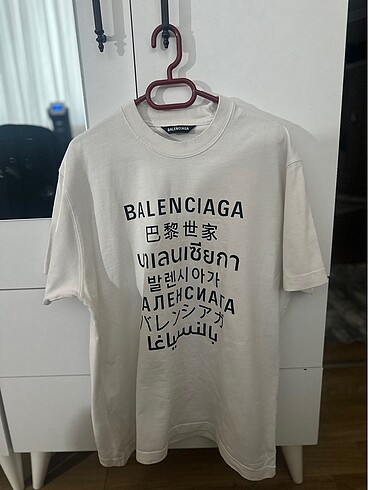 BALENCIAGA
BALENCIAGA
巴黎世家
บาเลนเซียกา
발렌시아가
БАЛЕНСИАГА
バレンシアガ
بالنسياغا